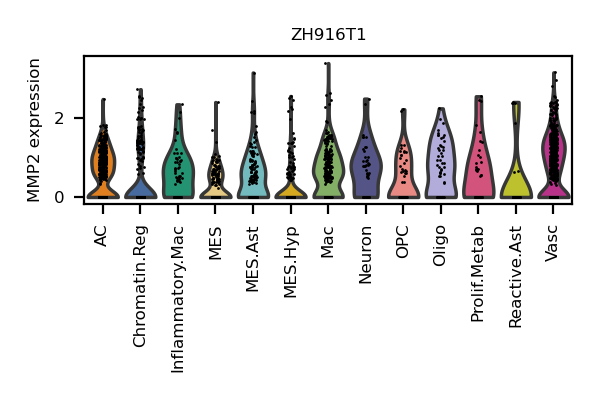 ZH916T1
MMP2 expression
2
0
AC
Chromatin.Reg
Inflammatory.Mac
MES
MES.Ast
MES.Hyp
Mac
Neuron
OPC
Oligo
Prolif.Metab
Reactive.Ast
Vasc